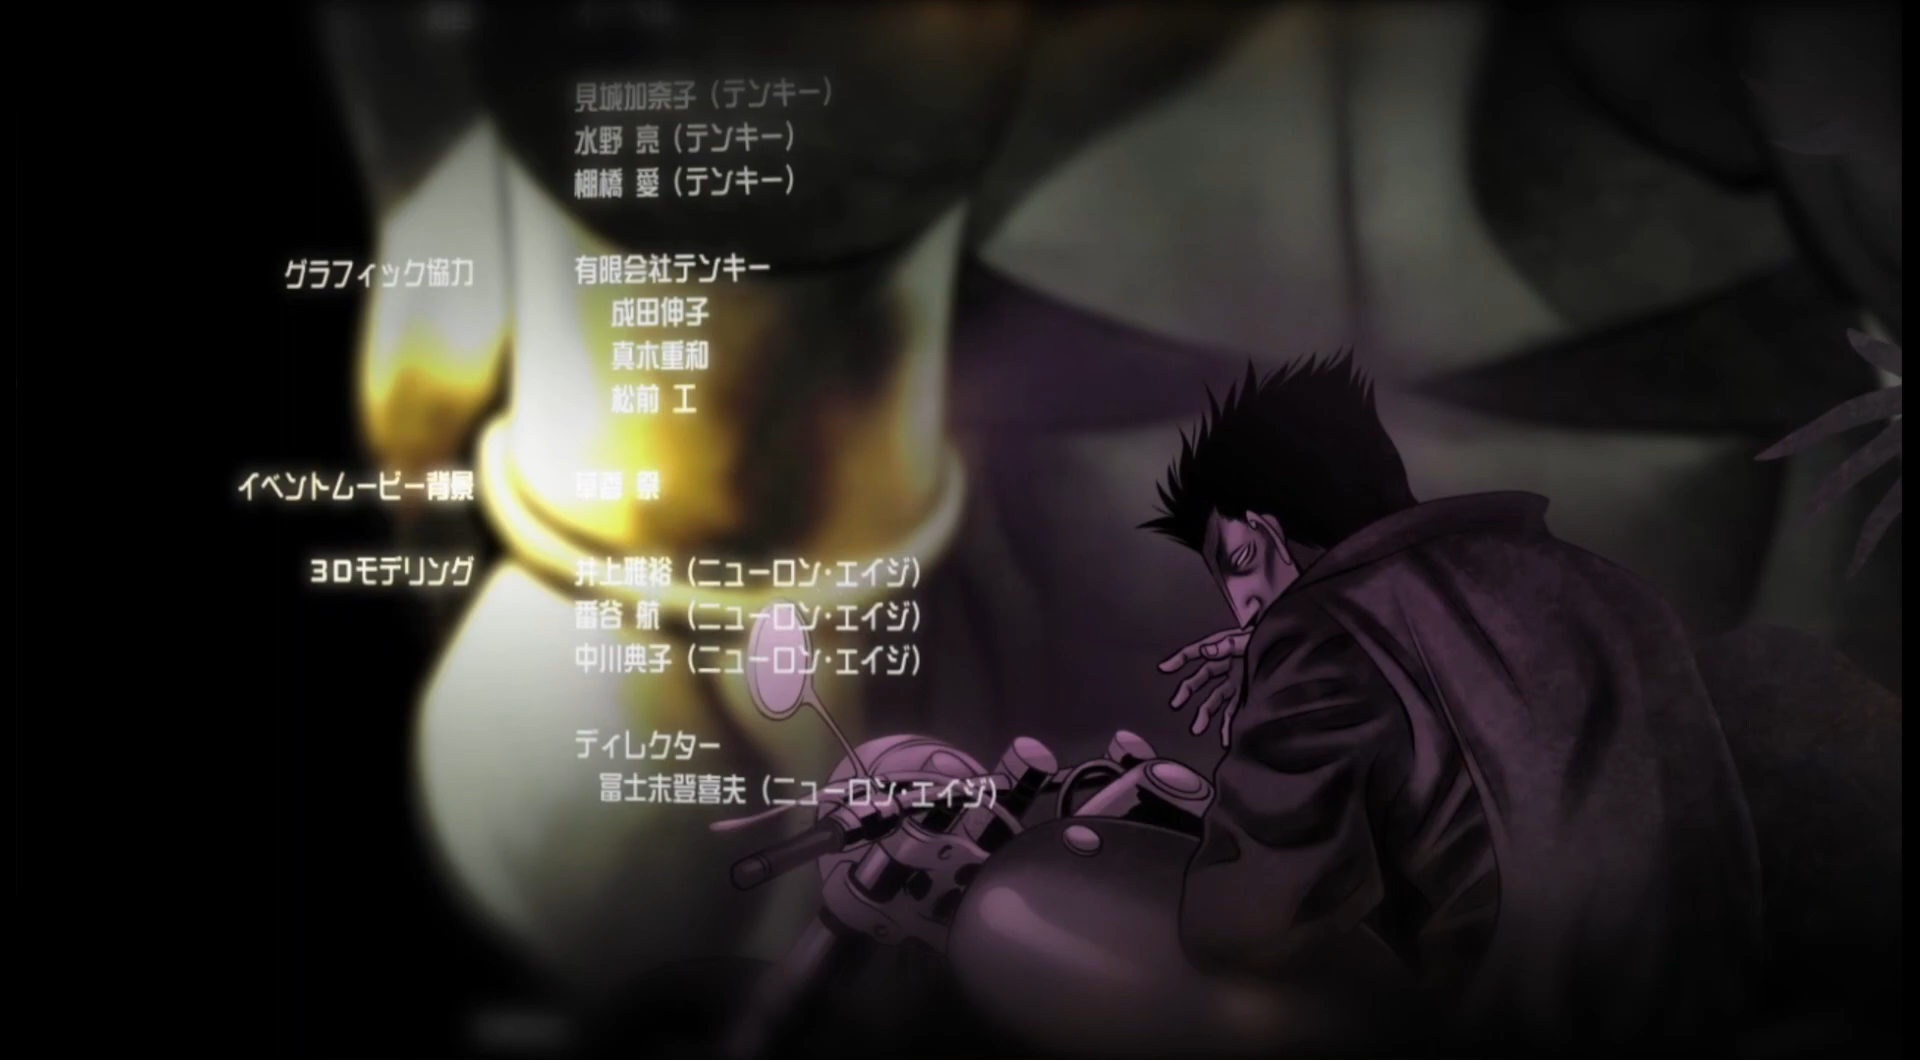 見城加奈子（テンキー）
水野 亮（テンキー）
棚橋 愛（テンキー）
グラフィック協力 有限会社テンキー
成田伸子
真木重和
松前 工
イベントムービー背景 草香 祭
3Dモデリング 井上雅裕（ニューロン・エイジ）
番谷 航 （ニューロン・エイジ）
中川典子（ニューロン・エイジ）
ディレクター
冨士末登喜夫（ニューロン・エイジ）